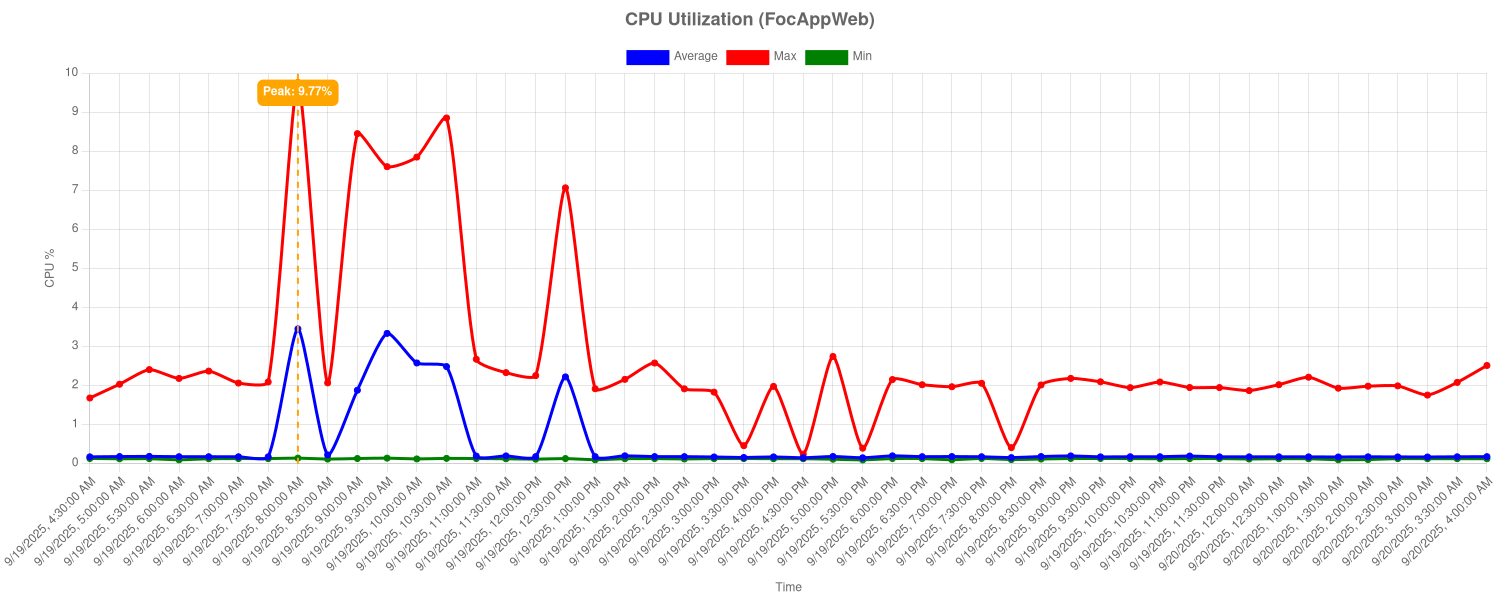 CPU Utilization (FocAppWeb)
Average Max Min
Peak: 9.77%
10
9
8
7
6
5
4
3
2
1
0
CPU %
9/19/2025, 4:30:00 AM
9/19/2025, 5:00:00 AM
9/19/2025, 5:30:00 AM
9/19/2025, 6:00:00 AM
9/19/2025, 6:30:00 AM
9/19/2025, 7:00:00 AM
9/19/2025, 7:30:00 AM
9/19/2025, 8:00:00 AM
9/19/2025, 8:30:00 AM
9/19/2025, 9:00:00 AM
9/19/2025, 9:30:00 AM
9/19/2025, 10:00:00 AM
9/19/2025, 10:30:00 AM
9/19/2025, 11:00:00 AM
9/19/2025, 11:30:00 AM
9/19/2025, 12:00:00 PM
9/19/2025, 12:30:00 PM
9/19/2025, 1:00:00 PM
9/19/2025, 1:30:00 PM
9/19/2025, 2:00:00 PM
9/19/2025, 2:30:00 PM
9/19/2025, 3:00:00 PM
9/19/2025, 3:30:00 PM
9/19/2025, 4:00:00 PM
9/19/2025, 4:30:00 PM
9/19/2025, 5:00:00 PM
9/19/2025, 5:30:00 PM
9/19/2025, 6:00:00 PM
9/19/2025, 6:30:00 PM
9/19/2025, 7:00:00 PM
9/19/2025, 7:30:00 PM
9/19/2025, 8:00:00 PM
9/19/2025, 8:30:00 PM
9/19/2025, 9:00:00 PM
9/19/2025, 9:30:00 PM
9/19/2025, 10:00:00 PM
9/19/2025, 10:30:00 PM
9/19/2025, 11:00:00 PM
9/19/2025, 11:30:00 PM
9/20/2025, 12:00:00 AM
9/20/2025, 12:30:00 AM
9/20/2025, 1:00:00 AM
9/20/2025, 1:30:00 AM
9/20/2025, 2:00:00 AM
9/20/2025, 2:30:00 AM
9/20/2025, 3:00:00 AM
9/20/2025, 3:30:00 AM
9/20/2025, 4:00:00 AM
Time